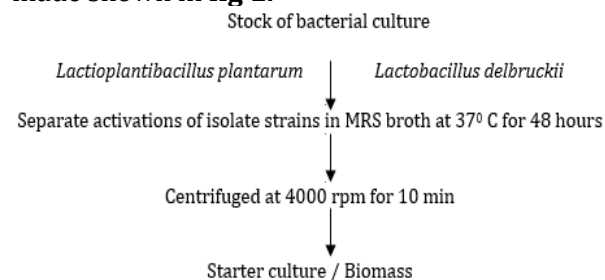 Stock of bacterial culture
Lactioplantibacillus plantarum Lactobacillus delbruckii
Separate activations of isolate strains in MRS broth at 37⁰ C for 48 hours
Centrifuged at 4000 rpm for 10 min
Starter culture / Biomass